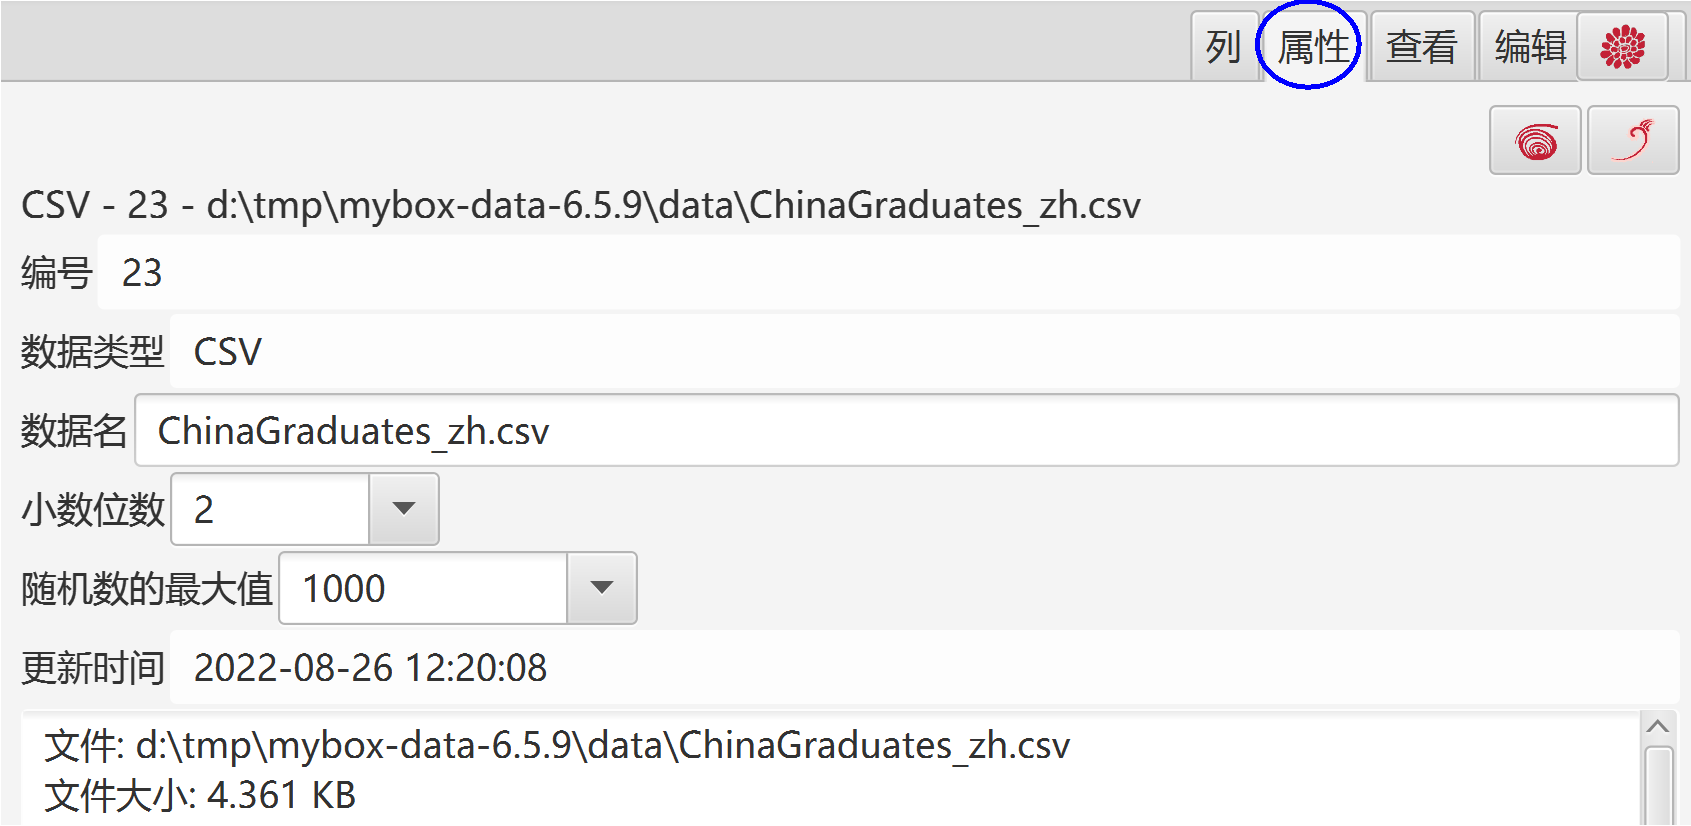 列 属性 查看 编辑
CSV - 23 - d:\tmp\mybox-data-6.5.9\data\ChinaGraduates_zh.csv
编号 23
数据类型 CSV
数据名 ChinaGraduates_zh.csv
小数位数 2
随机数的最大值 1000
更新时间 2022-08-26 12:20:08
文件: d:\tmp\mybox-data-6.5.9\data\ChinaGraduates_zh.csv
文件大小: 4.361 KB